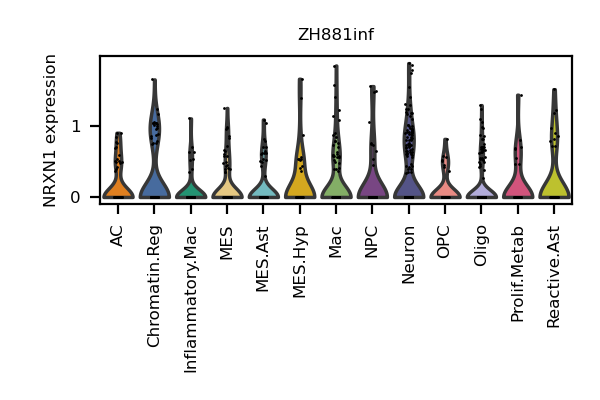 ZH881inf
NRXN1 expression
1
0
AC
Chromatin.Reg
Inflammatory.Mac
MES
MES.Ast
MES.Hyp
Mac
NPC
Neuron
OPC
Oligo
Prolif.Metab
Reactive.Ast